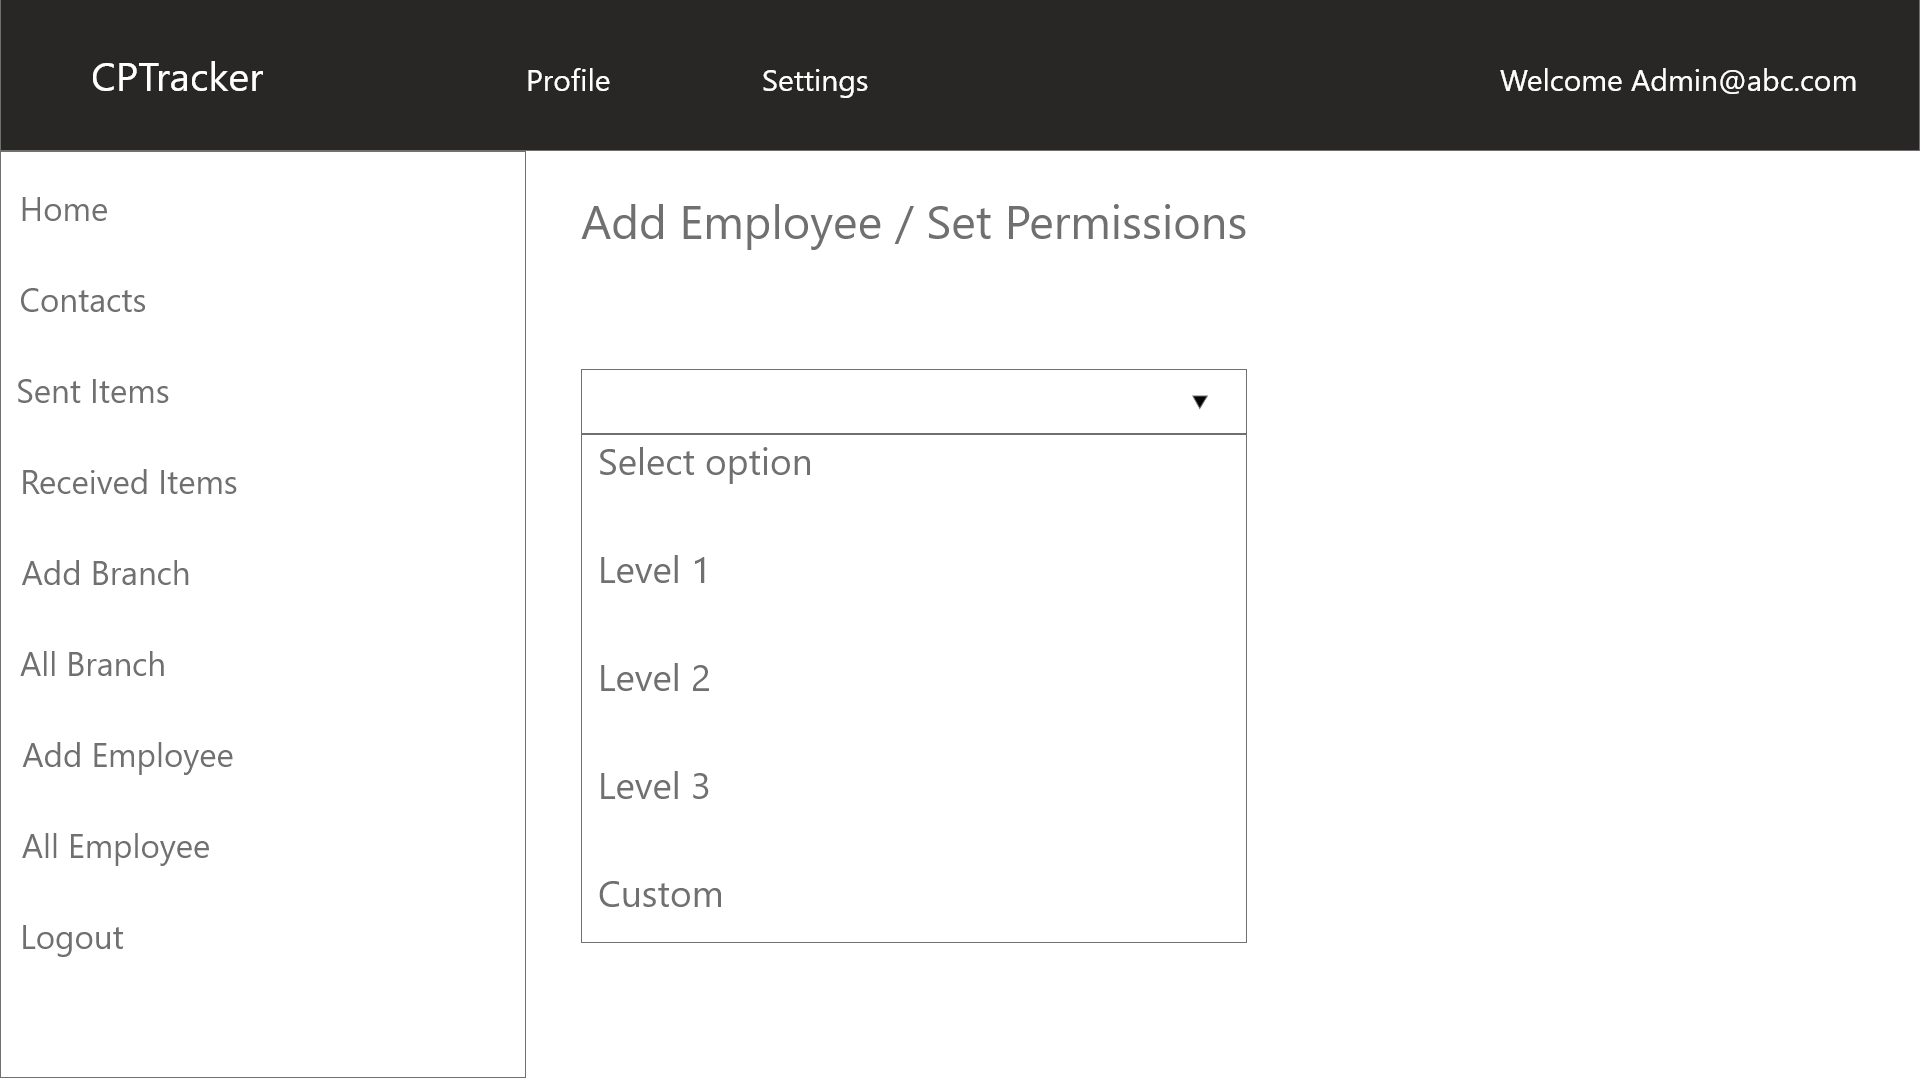 CPTracker
Profile
Settings
Welcome Admin@abc.com
Home
Contacts
Sent Items
Received Items
Add Branch
All Branch
Add Employee
All Employee
Logout
Add Employee / Set Permissions
Select option
Level 1
Level 2
Level 3
Custom